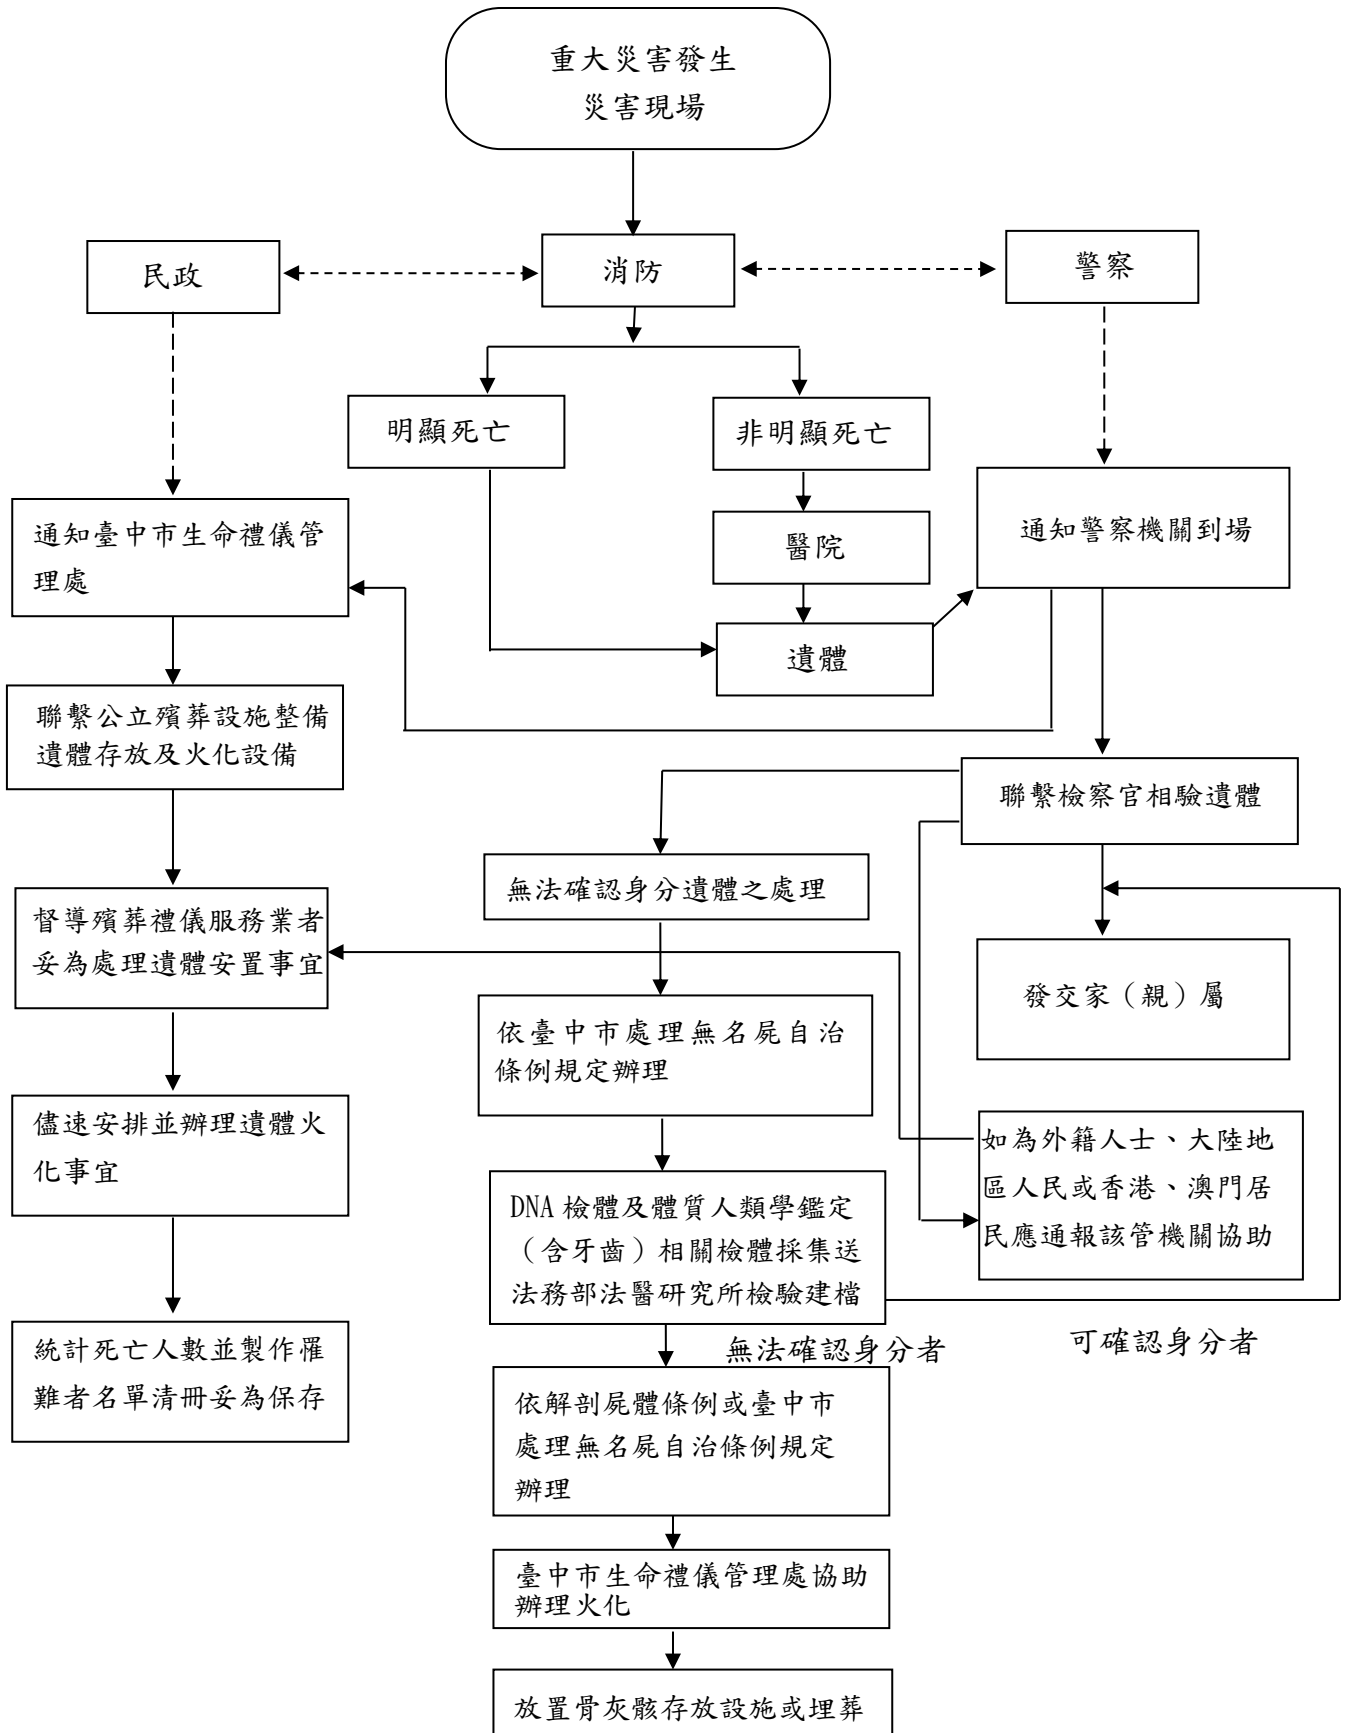 重大災害發生
災害現場
民政
消防
警察
明顯死亡
非明顯死亡
通知臺中市生命禮儀管
理處
醫院
通知警察機關到場
遺體
聯繫公立殯葬設施整備
遺體存放及火化設備
聯繫檢察官相驗遺體
無法確認身分遺體之處理
督導殯葬禮儀服務業者
妥為處理遺體安置事宜
發交家（親）屬
依臺中市處理無名屍自治
條例規定辦理
儘速安排並辦理遺體火
化事宜
如為外籍人士、大陸地
區人民或香港、澳門居
民應通報該管機關協助
DNA 檢體及體質人類學鑑定
（含牙齒）相關檢體採集送
法務部法醫研究所檢驗建檔
無法確認身分者
可確認身分者
統計死亡人數並製作罹
難者名單清冊妥為保存
依解剖屍體條例或臺中市
處理無名屍自治條例規定
辦理
臺中市生命禮儀管理處協助
辦理火化
放置骨灰骸存放設施或埋葬